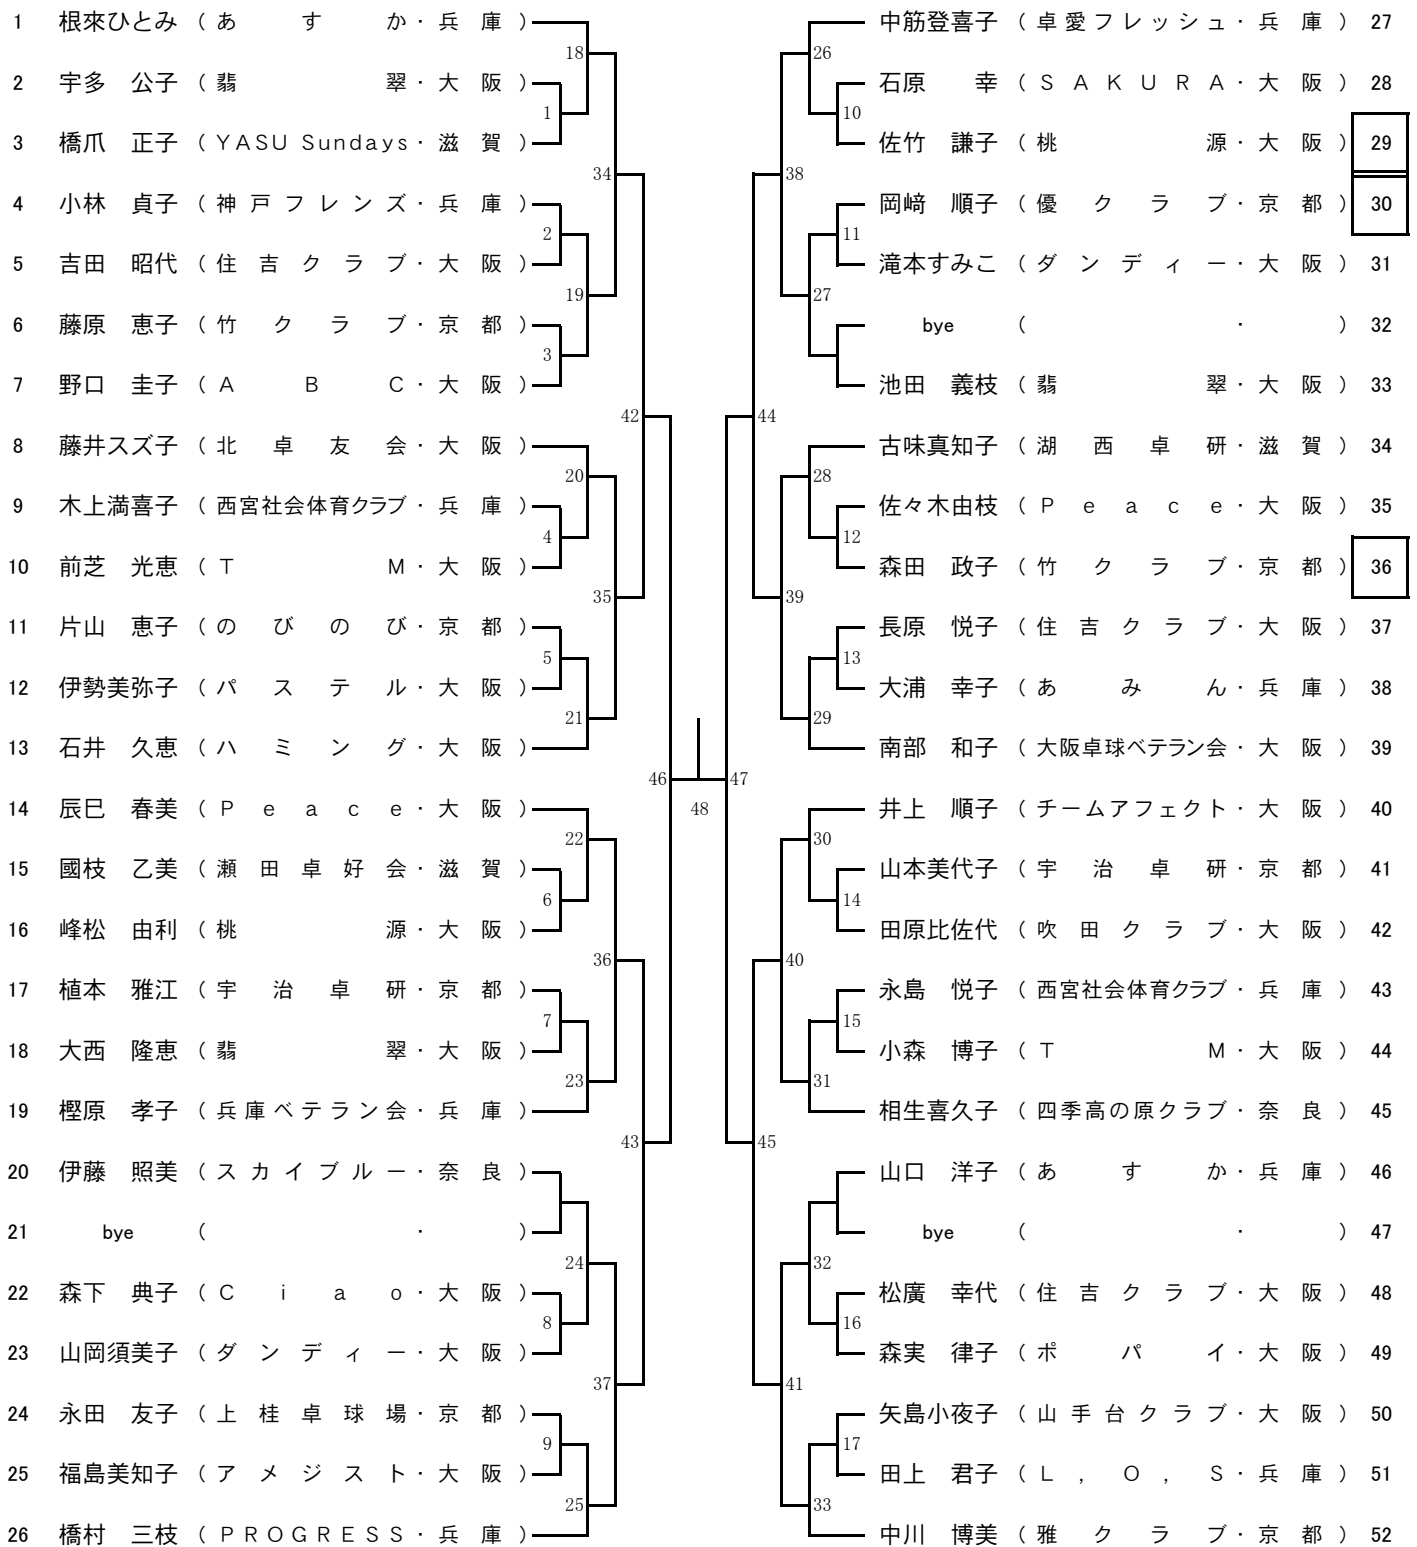 1 根來ひとみ （あすか・兵庫） 中筋登喜子 （卓愛フレッシュ・兵庫） 27
18 26
2 宇多 公子 （翡翠・大阪） 石原 幸 （SAKURA・大阪） 28
1 10
3 橋爪 正子 （YASU Sundays・滋賀） 佐竹 謙子 （桃源・大阪） 29
34 38
4 小林 貞子 （神戸フレンズ・兵庫） 岡﨑 順子 （優クラブ・京都） 30
2 11
5 吉田 昭代 （住吉クラブ・大阪） 滝本すみこ （ダンディー・大阪） 31
19 27
6 藤原 恵子 （竹クラブ・京都） bye （・） 32
3
7 野口 圭子 （ABC・大阪） 池田 義枝 （翡翠・大阪） 33
42 44
8 藤井スズ子 （北卓友会・大阪） 古味真知子 （湖西卓研・滋賀） 34
20 28
9 木上満喜子 （西宮社会体育クラブ・兵庫） 佐々木由枝 （Peace・大阪） 35
4 12
10 前芝 光恵 （TM・大阪） 森田 政子 （竹クラブ・京都） 36
35 39
11 片山 恵子 （のびのび・京都） 長原 悦子 （住吉クラブ・大阪） 37
5 13
12 伊勢美弥子 （パステル・大阪） 大浦 幸子 （あみん・兵庫） 38
21 29
13 石井 久恵 （ハミング・大阪） 南部 和子 （大阪卓球ベテラン会・大阪） 39
46 47
14 辰巳 春美 （Peace・大阪） 48 井上 順子 （チームアフェクト・大阪） 40
22 30
15 國枝 乙美 （瀬田卓好会・滋賀） 山本美代子 （宇治卓研・京都） 41
6 14
16 峰松 由利 （桃源・大阪） 田原比佐代 （吹田クラブ・大阪） 42
36 40
17 植本 雅江 （宇治卓研・京都） 永島 悦子 （西宮社会体育クラブ・兵庫） 43
7 15
18 大西 隆恵 （翡翠・大阪） 小森 博子 （TM・大阪） 44
23 31
19 樫原 孝子 （兵庫ベテラン会・兵庫） 相生喜久子 （四季高の原クラブ・奈良） 45
43 45
20 伊藤 照美 （スカイブルー・奈良） 山口 洋子 （あすか・兵庫） 46
21 bye （・） bye （・） 47
24 32
22 森下 典子 （Ciao・大阪） 松廣 幸代 （住吉クラブ・大阪） 48
8 16
23 山岡須美子 （ダンディー・大阪） 森実 律子 （ポパイ・大阪） 49
37 41
24 永田 友子 （上桂卓球場・京都） 矢島小夜子 （山手台クラブ・大阪） 50
9 17
25 福島美知子 （アメジスト・大阪） 田上 君子 （L，O，S・兵庫） 51
25 33
26 橋村 三枝 （PROGRESS・兵庫） 中川 博美 （雅クラブ・京都） 52